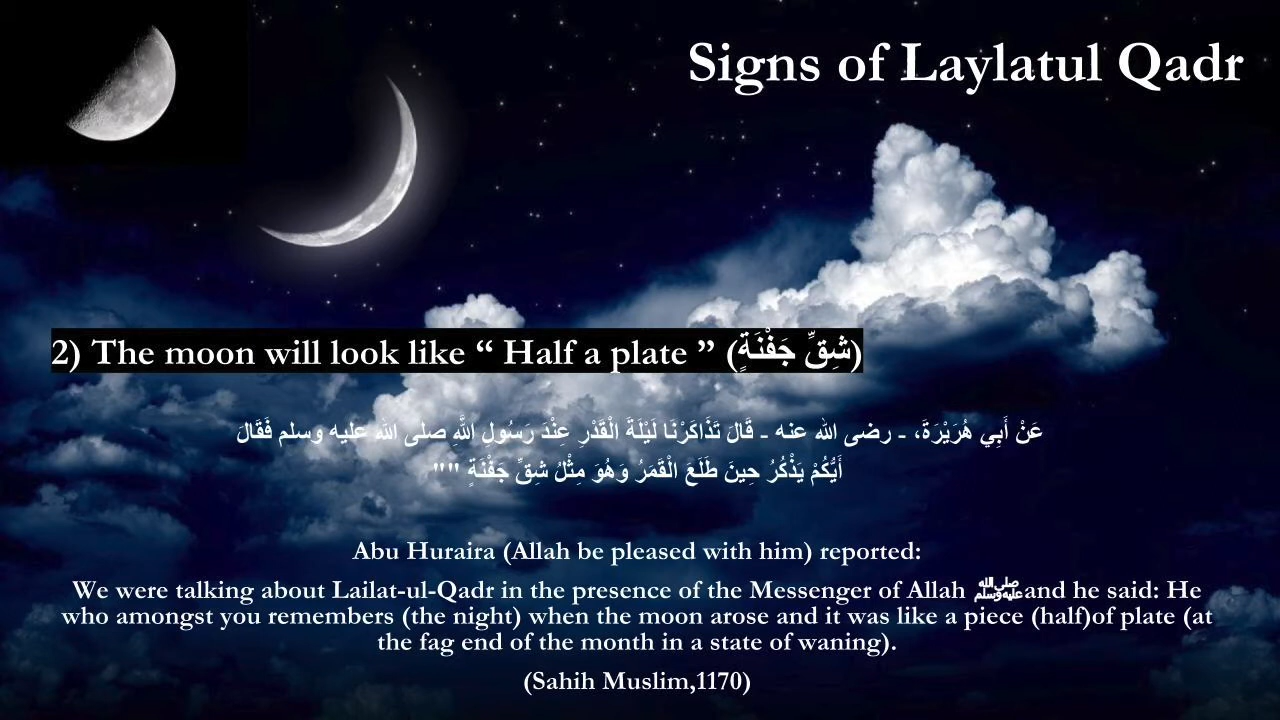 Signs of Laylatul Qadr
2) The moon will look like “ Half a plate ” (شِقِّ جَفْنَةٍ)
عَنْ أَبِي هُرَيْرَةَ، ـ رضى الله عنه ـ قَالَ تَذَاكَرْنَا لَيْلَةَ الْقَدْرِ عِنْدَ رَسُولِ اللَّهِ صلى الله عليه وسلم فَقَالَ
أَيُّكُمْ يَذْكُرُ حِينَ طَلَعَ الْقَمَرُ وَهُوَ مِثْلُ شِقِّ جَفْنَةٍ ‏"‏‏"
Abu Huraira (Allah be pleased with him) reported:
We were talking about Lailat-ul-Qadr in the presence of the Messenger of Allah ﷺand he said: He
who amongst you remembers (the night) when the moon arose and it was like a piece (half)of plate (at
the fag end of the month in a state of waning).
(Sahih Muslim,1170)